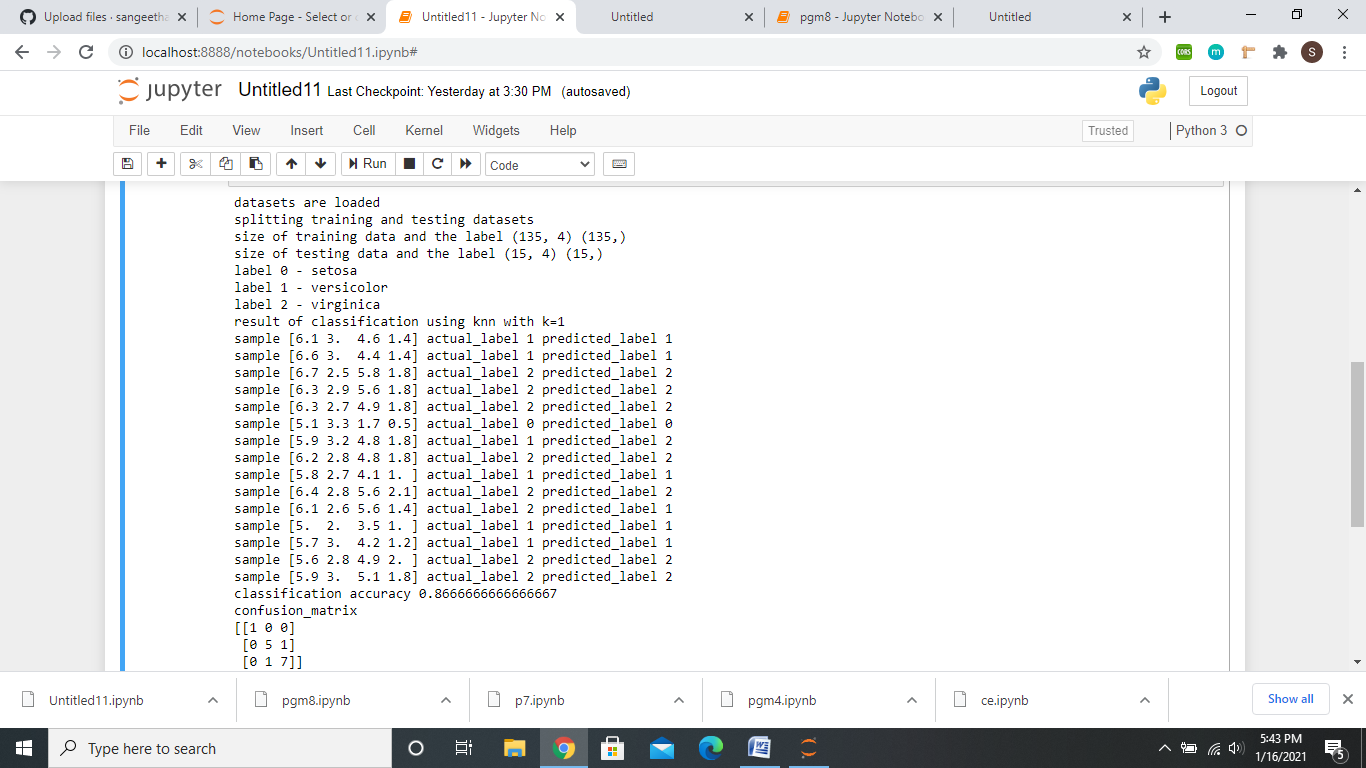 Upload files · sangeetha
Home Page - Select or c
Untitled11 - Jupyter No
Untitled
pgm8 - Jupyter Notebo
Untitled
localhost:8888/notebooks/Untitled11.ipynb#
CORS
m
S
jupyter Untitled11 Last Checkpoint: Yesterday at 3:30 PM (autosaved)
Logout
File Edit View Insert Cell Kernel Widgets Help
Trusted
Python 3
Run
Code
datasets are loaded
splitting training and testing datasets
size of training data and the label (135, 4) (135,)
size of testing data and the label (15, 4) (15,)
label 0 - setosa
label 1 - versicolor
label 2 - virginica
result of classification using knn with k=1
sample [6.1 3.  4.6 1.4] actual_label 1 predicted_label 1
sample [6.6 3.  4.4 1.4] actual_label 1 predicted_label 1
sample [6.7 2.5 5.8 1.8] actual_label 2 predicted_label 2
sample [6.3 2.9 5.6 1.8] actual_label 2 predicted_label 2
sample [6.3 2.7 4.9 1.8] actual_label 2 predicted_label 2
sample [5.1 3.3 1.7 0.5] actual_label 0 predicted_label 0
sample [5.9 3.2 4.8 1.8] actual_label 1 predicted_label 2
sample [6.2 2.8 4.8 1.8] actual_label 2 predicted_label 2
sample [5.8 2.7 4.1 1. ] actual_label 1 predicted_label 1
sample [6.4 2.8 5.6 2.1] actual_label 2 predicted_label 2
sample [6.1 2.6 5.6 1.4] actual_label 2 predicted_label 1
sample [5.  2.  3.5 1. ] actual_label 1 predicted_label 1
sample [5.7 3.  4.2 1.2] actual_label 1 predicted_label 1
sample [5.6 2.8 4.9 2. ] actual_label 2 predicted_label 2
sample [5.9 3.  5.1 1.8] actual_label 2 predicted_label 2
classification accuracy 0.8666666666666667
confusion_matrix
[[1 0 0]
 [0 5 1]
 [0 1 7]]
Untitled11.ipynb
pgm8.ipynb
p7.ipynb
pgm4.ipynb
ce.ipynb
Show all
Type here to search
5:43 PM
1/16/2021
5